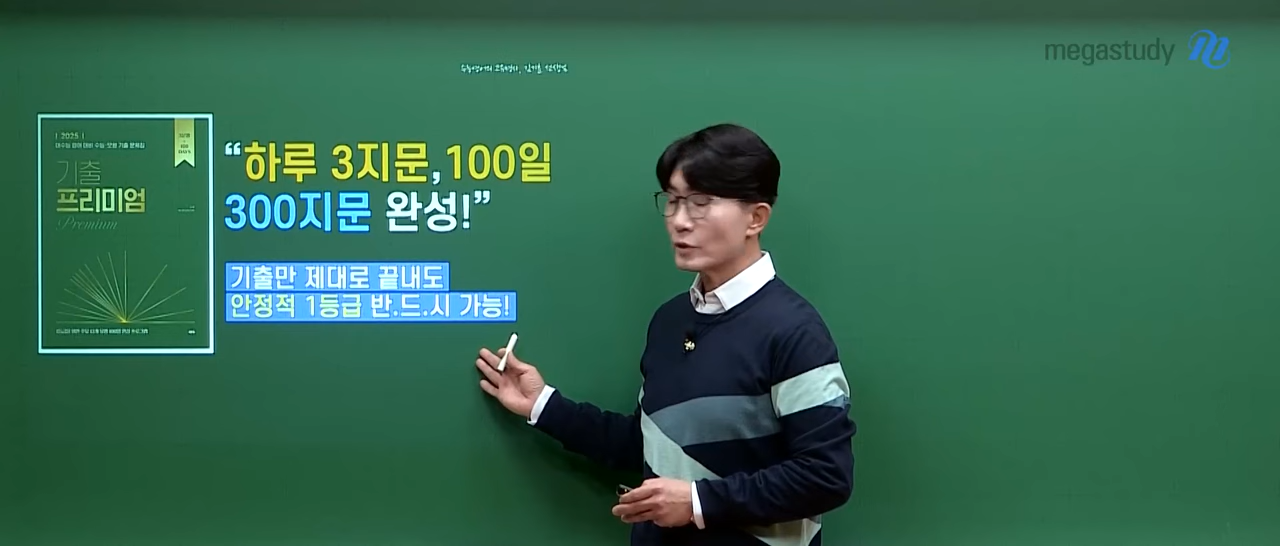 megastudy
“하루 3지문,100일
300지문 완성!”
기출만 제대로 끝내도
안정적 1등급 반.드.시 가능!
2025
기출
프리미엄
Premium